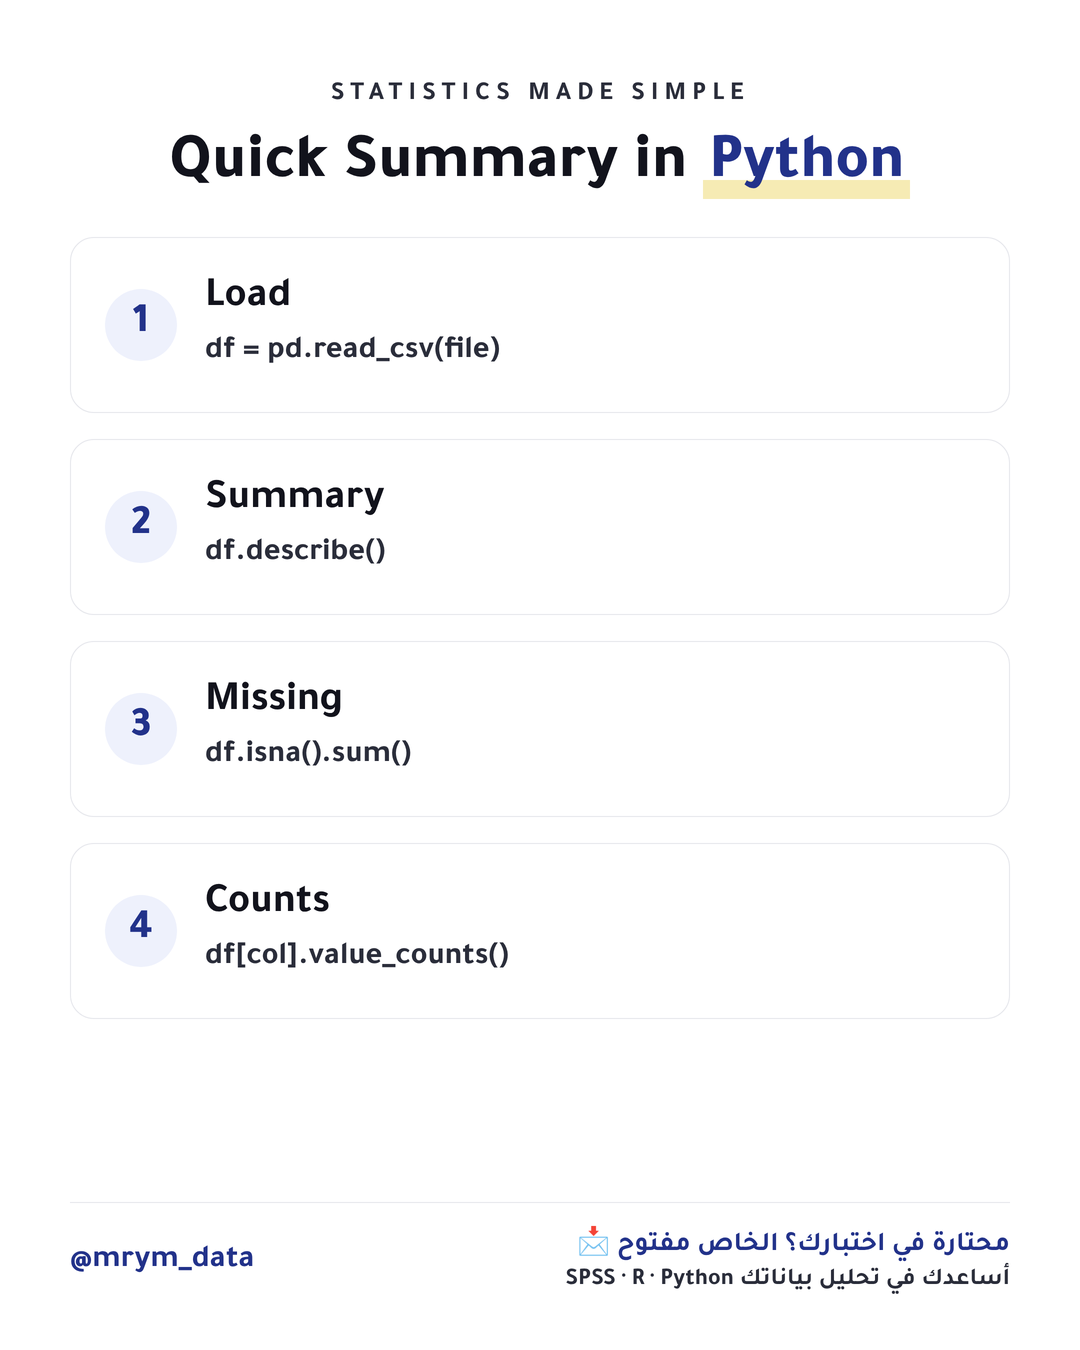 STATISTICS MADE SIMPLE
Quick Summary in Python
1
Load
df = pd.read_csv(file)
2
Summary
df.describe()
3
Missing
df.isna().sum()
4
Counts
df[col].value_counts()
@mrym_data
محتارة في اختبارك؟ الخاص مفتوح 📩
أساعدك في تحليل بياناتك SPSS · R · Python